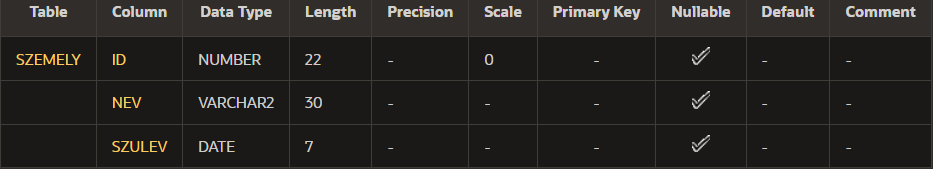 Table Column Data Type Length Precision Scale Primary Key Nullable Default Comment
SZEMELY ID NUMBER 22 - 0 - ✓ - -
NEV VARCHAR2 30 - - - ✓ - -
SZULEV DATE 7 - - - ✓ - -